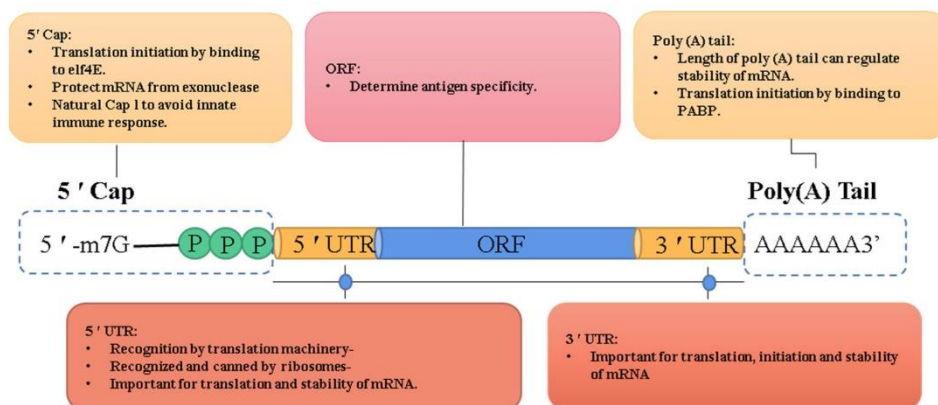 5 ' Cap:
• Translation initiation by binding
to elf4E.
• Protect mRNA from exonuclease
• Natural Cap l to avoid innate
immune response.
ORF:
• Determine antigen specificity.
Poly (A) tail:
• Length of poly (A) tail can regulate
stability of mRNA.
• Translation initiation by binding to
PABP.
5 ' Cap
Poly(A) Tail
5 ' -m7G P P P 5 ' UTR ORF 3 ' UTR AAAAAA3'
5 ' UTR:
• Recognition by translation machinery-
• Recognized and canned by ribosomes-
• Important for translation and stability of mRNA.
3 ' UTR:
• Important for translation, initiation and stability
of mRNA